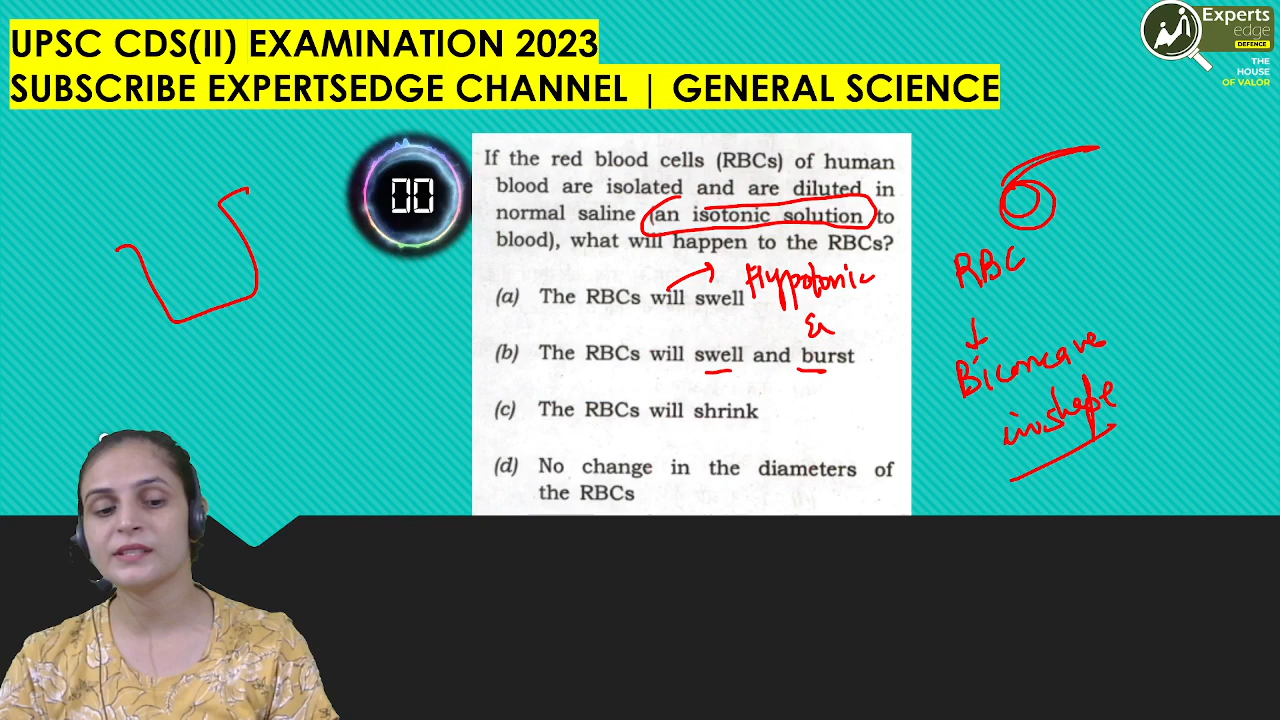 UPSC CDS(II) EXAMINATION 2023
SUBSCRIBE EXPERTSEDGE CHANNEL | GENERAL SCIENCE
Experts
edge
DEFENCE
THE
HOUSE
OF VALOR
00
If the red blood cells (RBCs) of human
blood are isolated and are diluted in
normal saline (an isotonic solution to
blood), what will happen to the RBCs?
(a) The RBCs will swell
Hypotonic
(b) The RBCs will swell and burst
(c) The RBCs will shrink
(d) No change in the diameters of
the RBCs
RBC
Biconcave
in shape